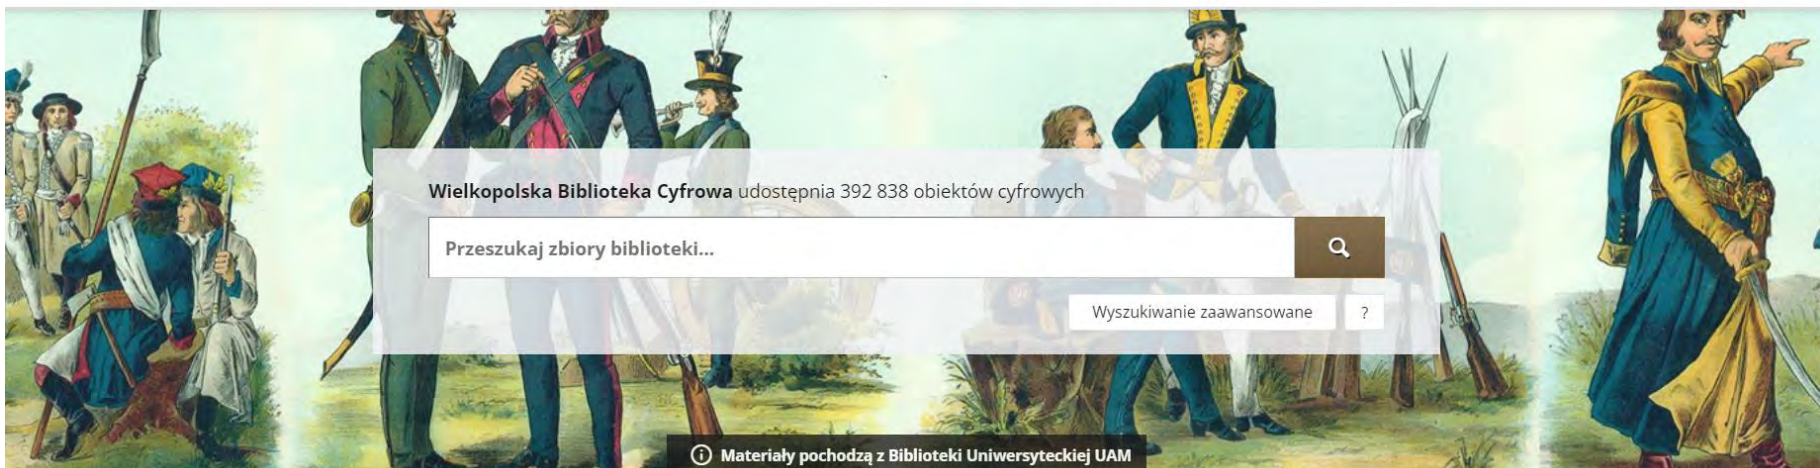 Wielkopolska Biblioteka Cyfrowa udostępnia 392 838 obiektów cyfrowych
Przeszukaj zbiory biblioteki...
Wyszukiwanie zaawansowane ?
Materiały pochodzą z Biblioteki Uniwersyteckiej UAM